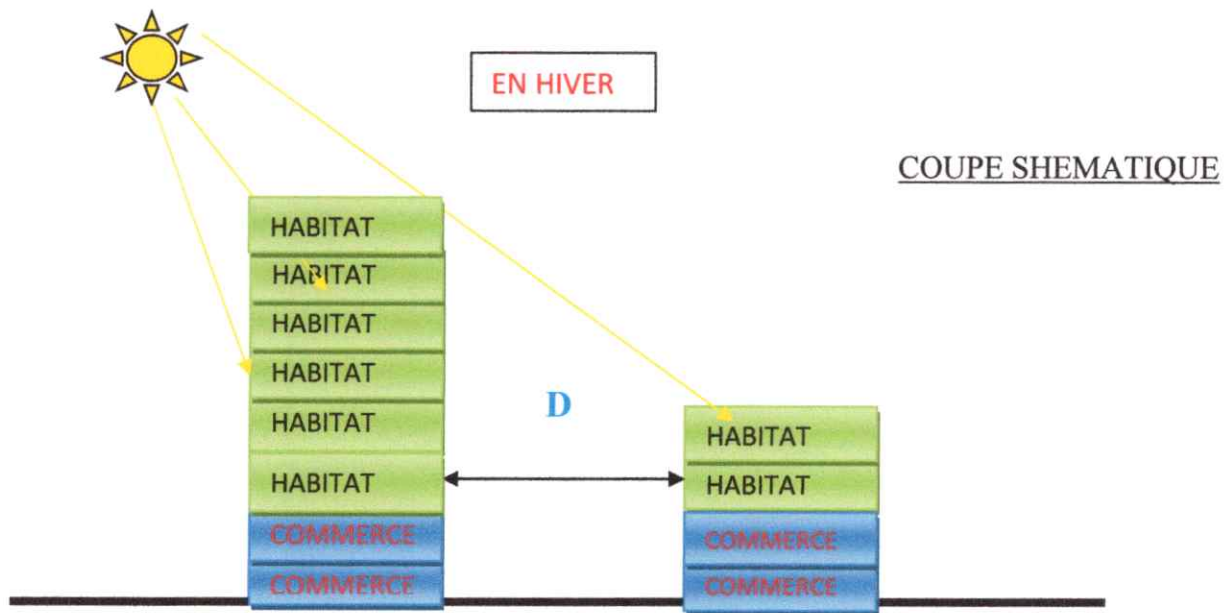 EN HIVER
COUPE SHEMATIQUE
HABITAT
HABITAT
HABITAT
HABITAT
HABITAT
HABITAT
COMMERCE
COMMERCE
D
HABITAT
HABITAT
COMMERCE
COMMERCE